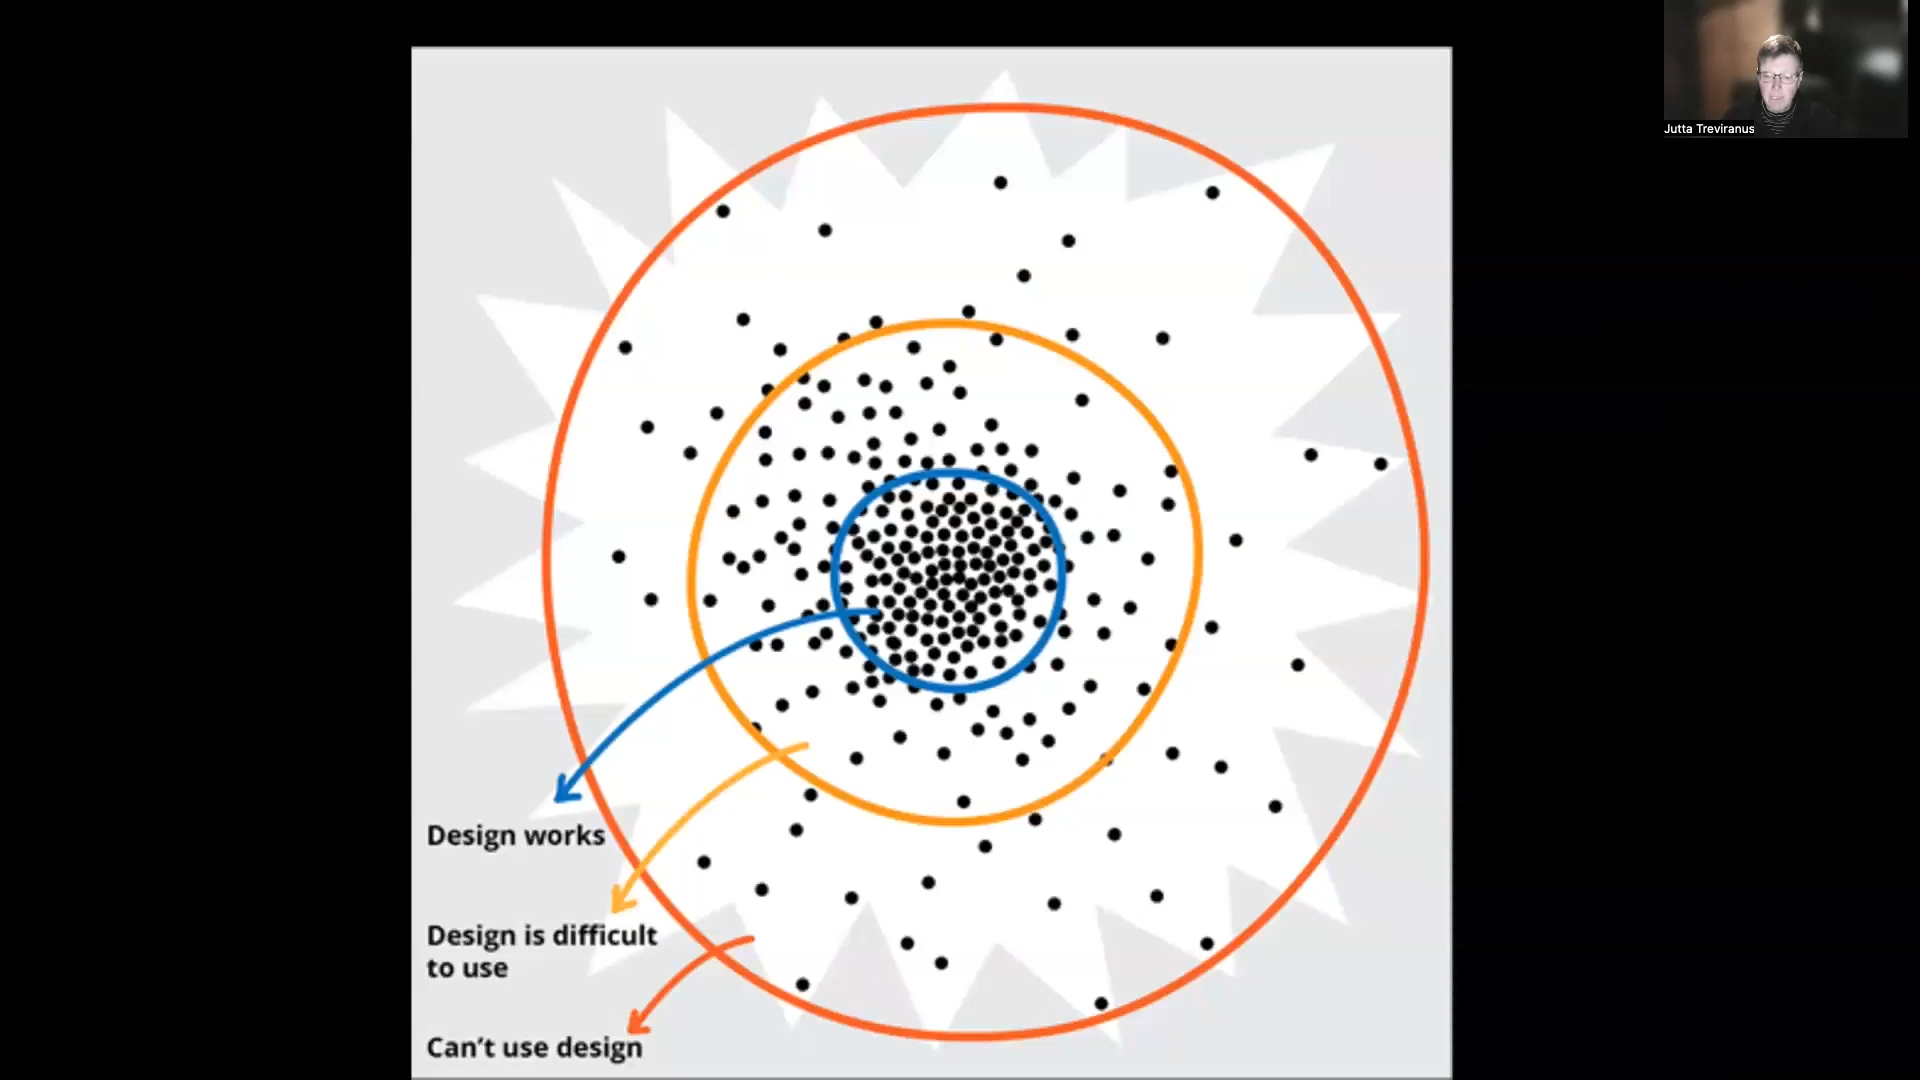 Jutta Treviranus
Design works
Design is difficult
to use
Can't use design